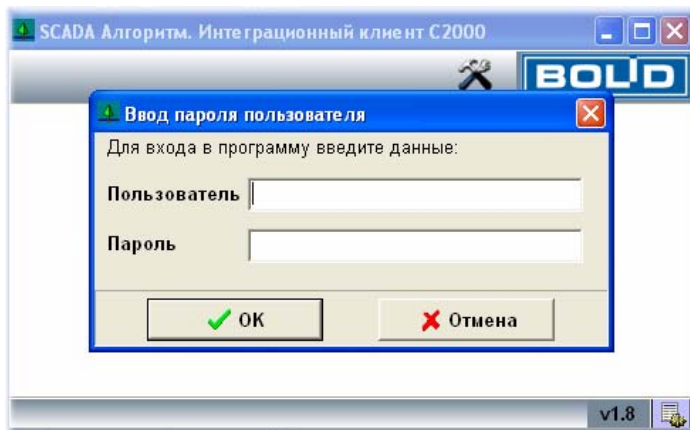 SCADA Алгоритм. Интеграционный клиент C2000
BOLID
Ввод пароля пользователя
Для входа в программу введите данные:
Пользователь
Пароль
OK
Отмена
v1.8